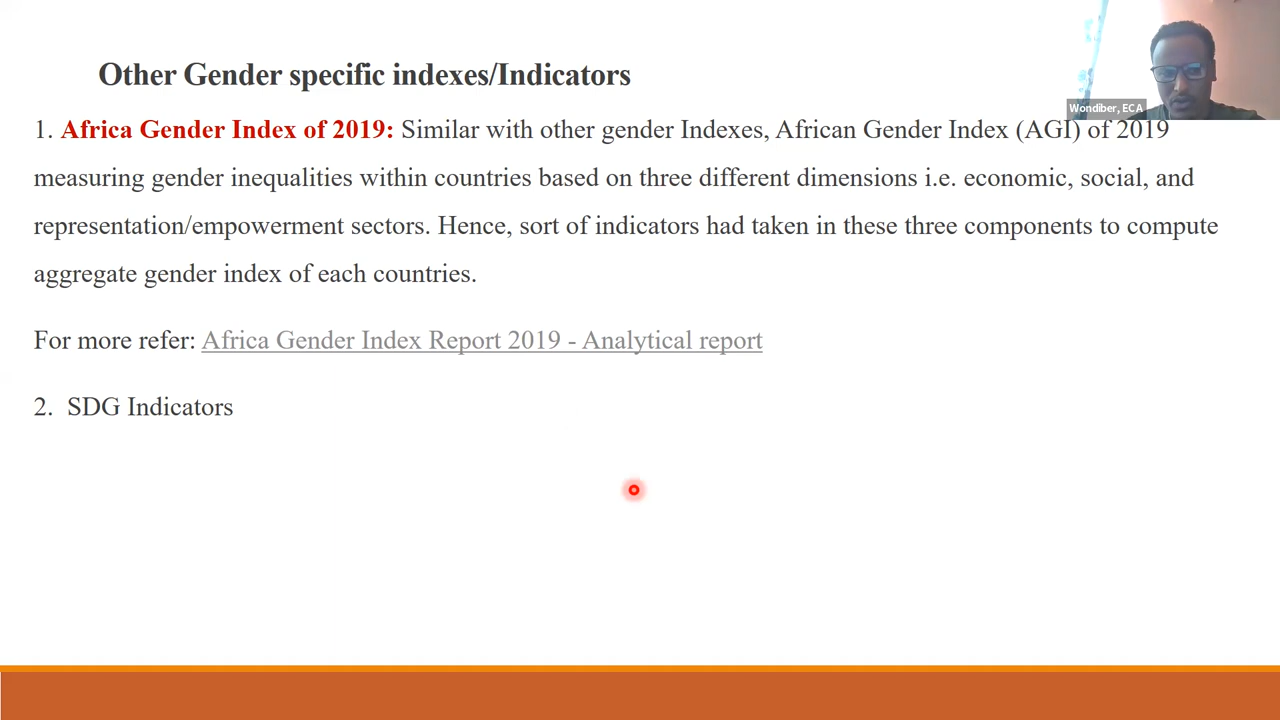 Other Gender specific indexes/Indicators
Wondiber, ECA
1. Africa Gender Index of 2019: Similar with other gender Indexes, African Gender Index (AGI) of 2019
measuring gender inequalities within countries based on three different dimensions i.e. economic, social, and
representation/empowerment sectors. Hence, sort of indicators had taken in these three components to compute
aggregate gender index of each countries.
For more refer: Africa Gender Index Report 2019 - Analytical report
2. SDG Indicators